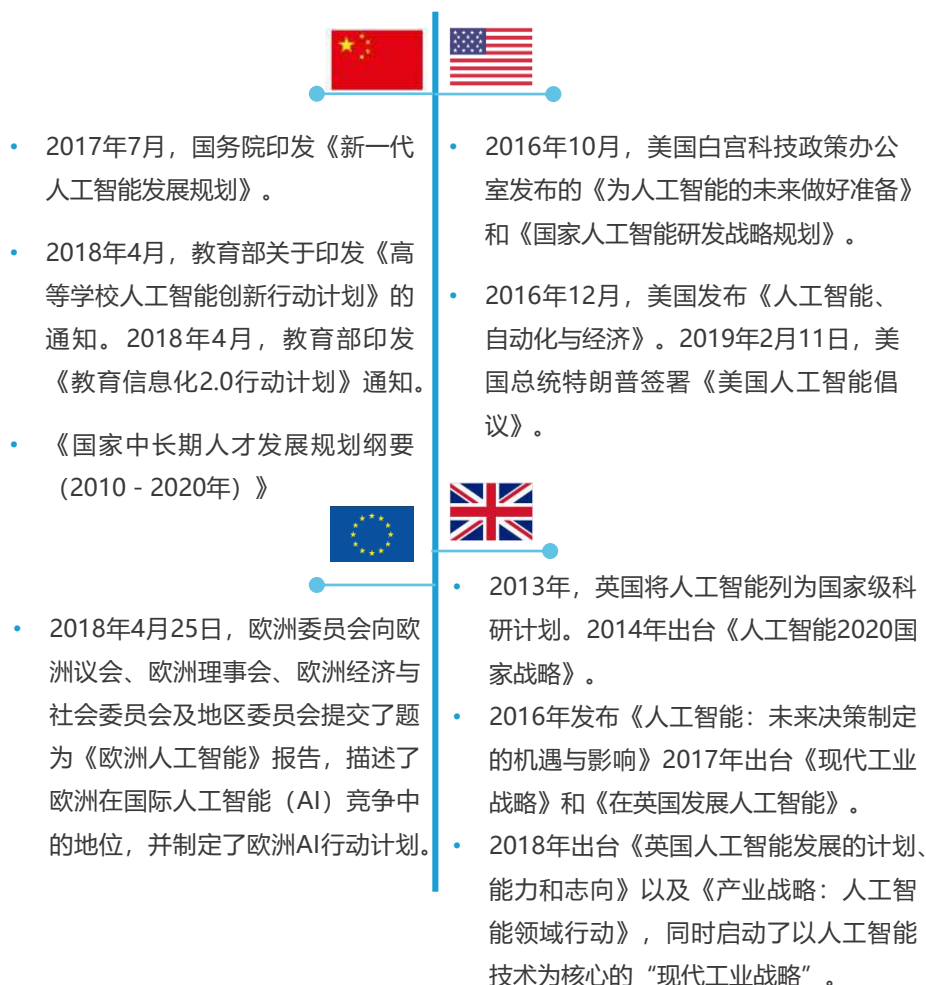 • 2017年7月，国务院印发《新一代
人工智能发展规划》。
• 2018年4月，教育部关于印发《高
等学校人工智能创新行动计划》的
通知。2018年4月，教育部印发
《教育信息化2.0行动计划》通知。
• 《国家中长期人才发展规划纲要
（2010 - 2020年）》
• 2016年10月，美国白宫科技政策办公
室发布的《为人工智能的未来做好准备》
和《国家人工智能研发战略规划》。
• 2016年12月，美国发布《人工智能、
自动化与经济》。2019年2月11日，美
国总统特朗普签署《美国人工智能倡
议》。
• 2018年4月25日，欧洲委员会向欧
洲议会、欧洲理事会、欧洲经济与
社会委员会及地区委员会提交了题
为《欧洲人工智能》报告，描述了
欧洲在国际人工智能（AI）竞争中
的地位，并制定了欧洲AI行动计划。
• 2013年，英国将人工智能列为国家级科
研计划。2014年出台《人工智能2020国
家战略》。
• 2016年发布《人工智能：未来决策制定
的机遇与影响》2017年出台《现代工业
战略》和《在英国发展人工智能》。
• 2018年出台《英国人工智能发展的计划、
能力和志向》以及《产业战略：人工智
能领域行动》，同时启动了以人工智能
技术为核心的“现代工业战略”。